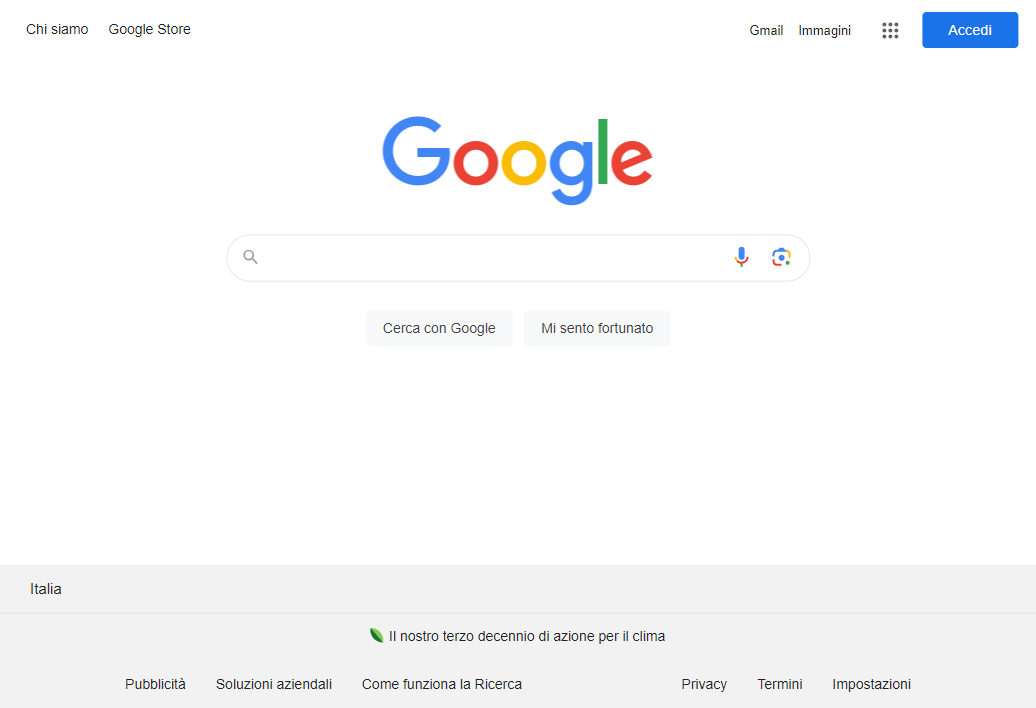 Chi siamo Google Store Gmail Immagini Accedi
Google
Cerca con Google Mi sento fortunato
Italia
Il nostro terzo decennio di azione per il clima
Pubblicità Soluzioni aziendali Come funziona la Ricerca Privacy Termini Impostazioni